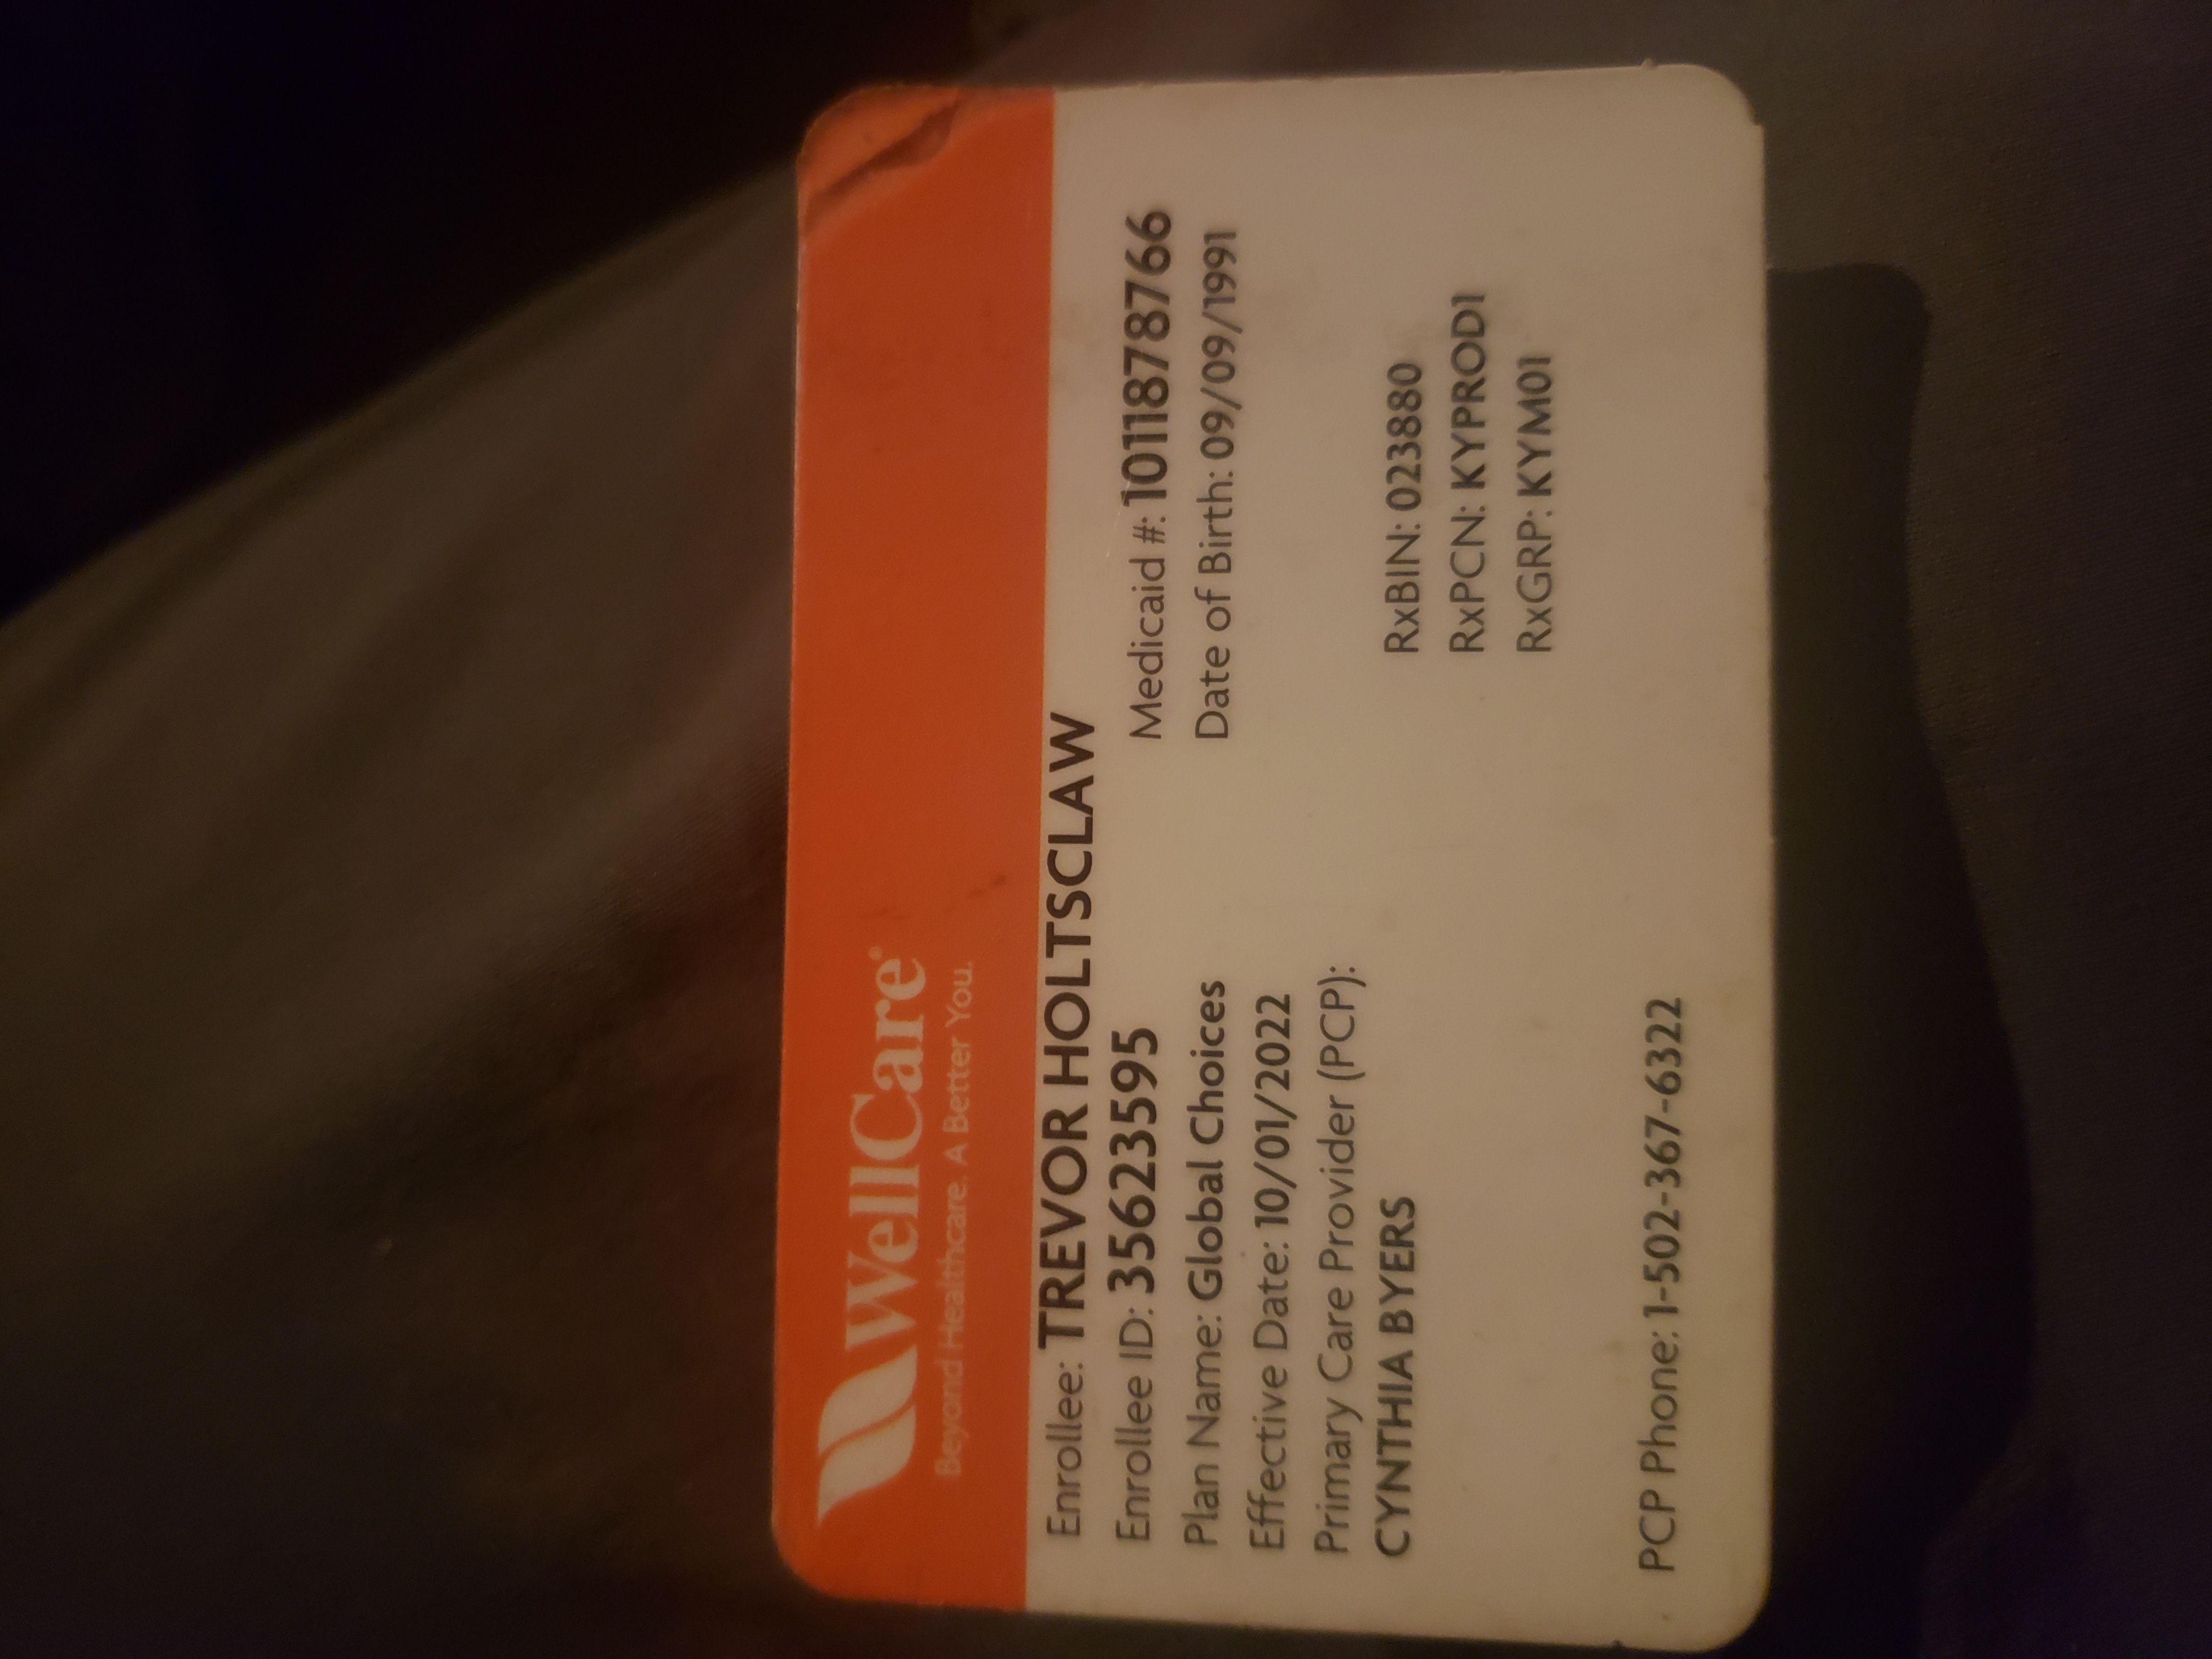 WellCare®
Beyond Healthcare. A Better You.
Enrollee: TREVOR HOLTSCLAW
Enrollee ID: 35623595
Medicaid #: 1011878766
Plan Name: Global Choices
Date of Birth: 09/09/1991
Effective Date: 10/01/2022
Primary Care Provider (PCP):
CYNTHIA BYERS
RxBIN: 023880
RxPCN: KYPROD1
RxGRP: KYM01
PCP Phone: 1-502-367-6322